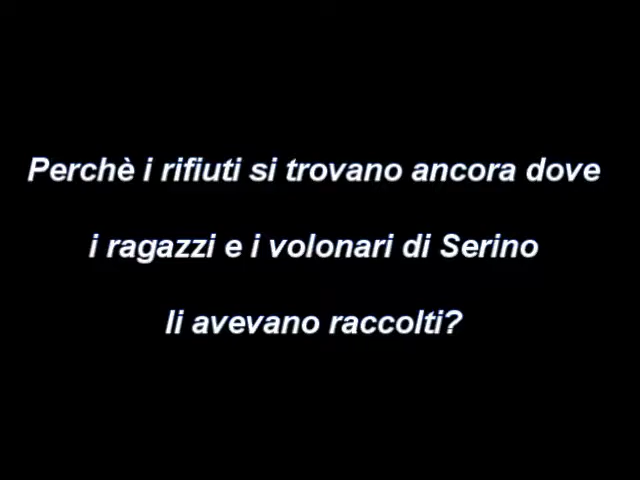 Perchè i rifiuti si trovano ancora dove
i ragazzi e i volonari di Serino
li avevano raccolti?